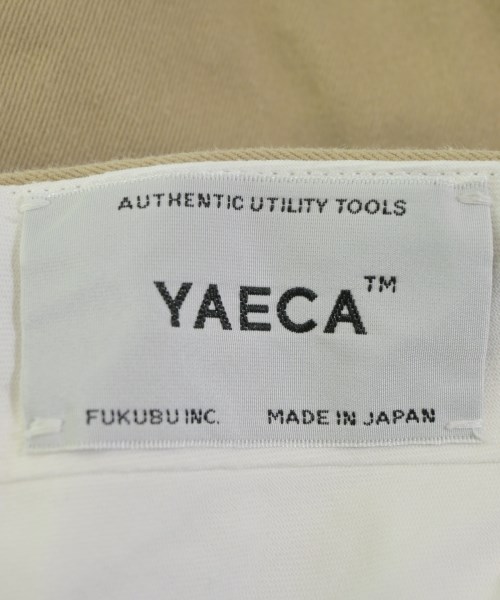 AUTHENTIC UTILITY TOOLS
YAECA™
FUKUBU INC. MADE IN JAPAN